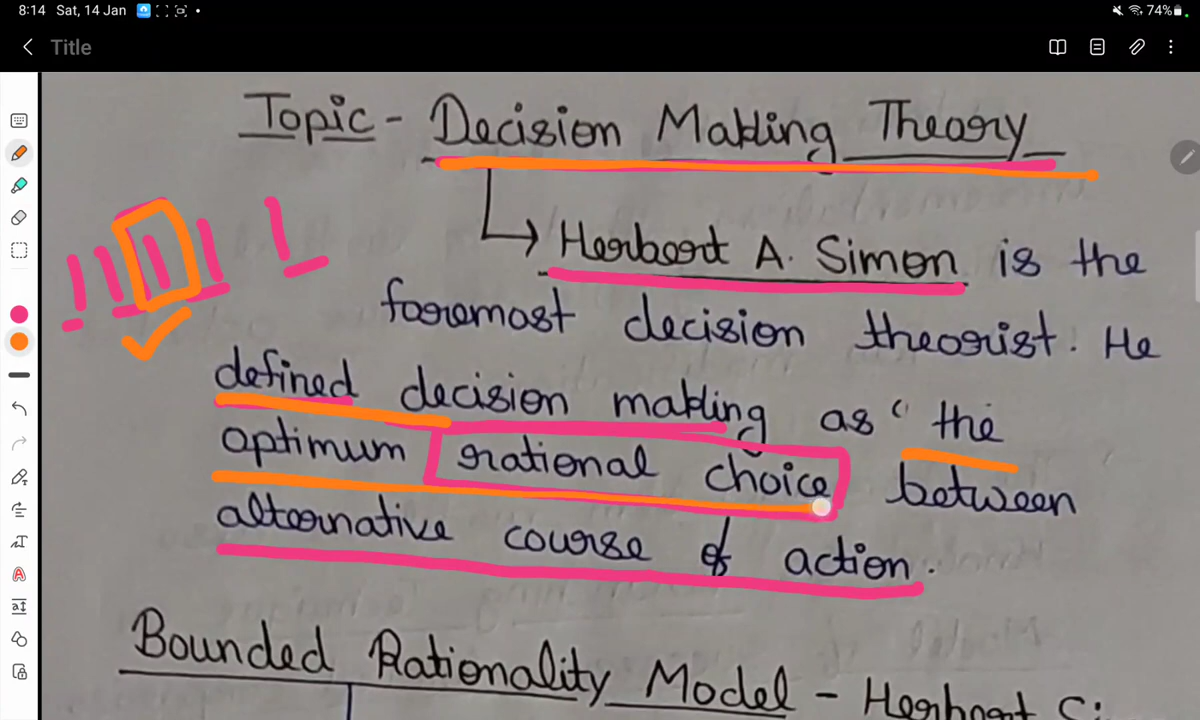 8:14 Sat, 14 Jan
74%
Title
Topic - Decision Making Theory
Herbert A. Simon is the
foremost decision theorist. He
defined decision making as "the
optimum rational choice between
alternative course of action.
Bounded Rationality Model - Herbert Si